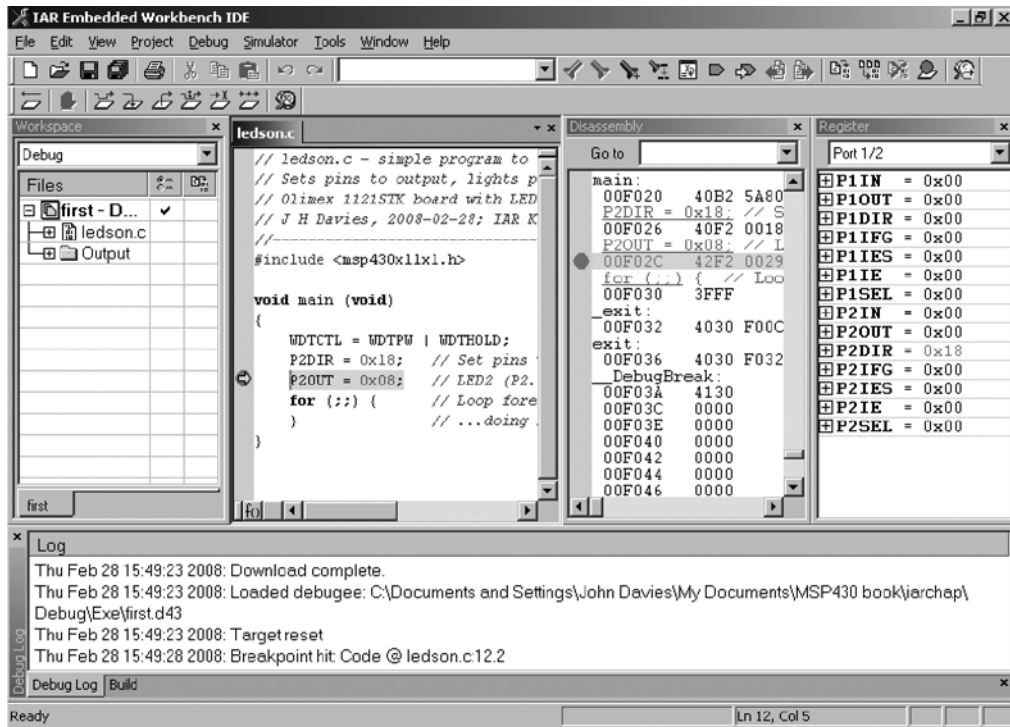 IAR Embedded Workbench IDE
File Edit View Project Debug Simulator Tools Window Help
Workspace
Debug
Files
first - D...
ledson.c
Output
first
ledson.c
// ledson.c - simple program to
// Sets pins to output, lights p
// Olimex 1121STK board with LED
// J H Davies, 2008-02-28; IAR K
//--------------------------------
#include <msp430x11x1.h>
void main (void)
{
WDTCTL = WDTPW | WDTHOLD;
P2DIR = 0x18; // Set pins
P2OUT = 0x08; // LED2 (P2.
for (;;) { // Loop fore
} // ...doing
}
Disassembly
Go to
main:
00F020 40B2 5A80
P2DIR = 0x18; // S
00F026 40F2 0018
P2OUT = 0x08; // L
00F02C 42F2 0029
for (;;) { // Loo
00F030 3FFF
_exit:
00F032 4030 F00C
exit:
00F036 4030 F032
__DebugBreak:
00F03A 4130
00F03C 0000
00F03E 0000
00F040 0000
00F042 0000
00F044 0000
00F046 0000
Register
Port 1/2
P1IN = 0x00
P1OUT = 0x00
P1DIR = 0x00
P1IFG = 0x00
P1IES = 0x00
P1IE = 0x00
P1SEL = 0x00
P2IN = 0x00
P2OUT = 0x00
P2DIR = 0x18
P2IFG = 0x00
P2IES = 0x00
P2IE = 0x00
P2SEL = 0x00
Log
Thu Feb 28 15:49:23 2008: Download complete.
Thu Feb 28 15:49:23 2008: Loaded debugee: C:\Documents and Settings\John Davies\My Documents\MSP430 book\iarchap\
Debug\Exe\first.d43
Thu Feb 28 15:49:23 2008: Target reset
Thu Feb 28 15:49:28 2008: Breakpoint hit: Code @ ledson.c:12.2
Debug Log
Debug Log Build
Ready
Ln 12, Col 5